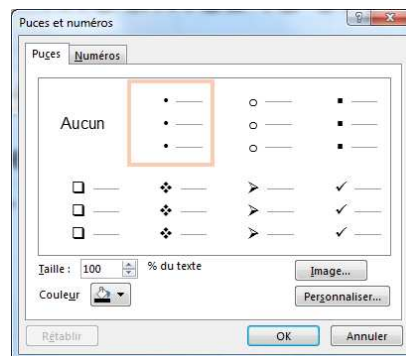 Puces et numéros
Puces Numéros
Aucun
Taille : 100 % du texte
Image...
Couleur
Personnaliser...
Rétablir
OK Annuler